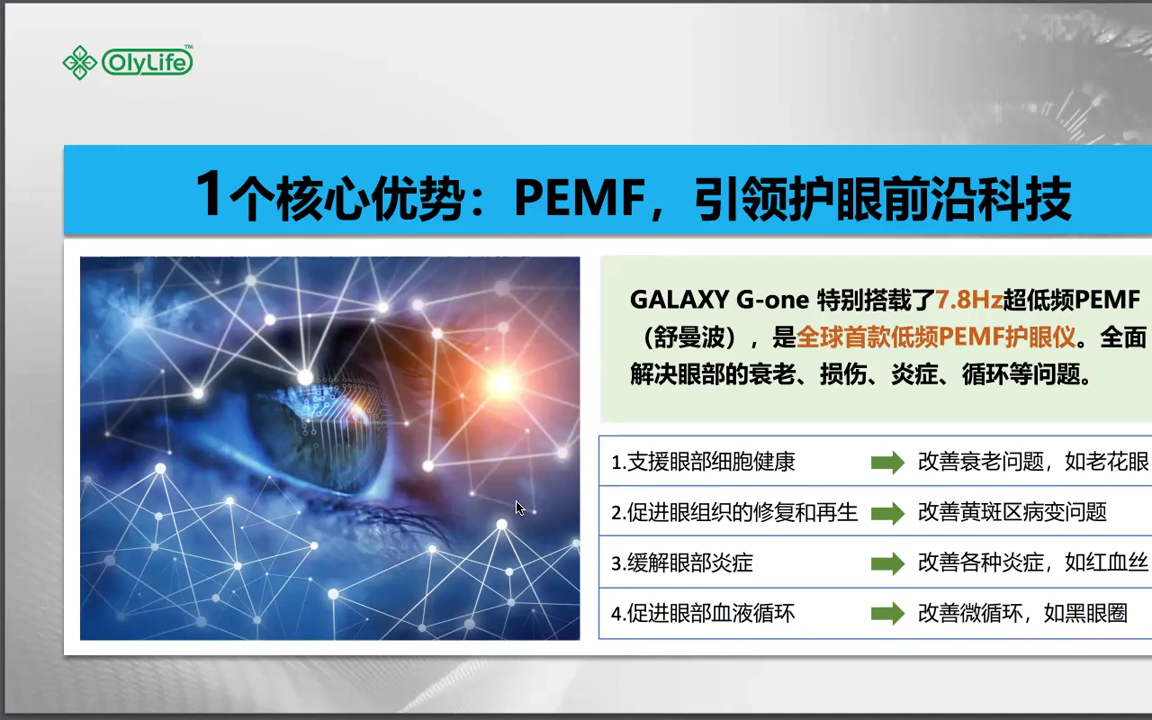 OlyLife™
1个核心优势：PEMF，引领护眼前沿科技
GALAXY G-one 特别搭载了7.8Hz超低频PEMF
（舒曼波），是全球首款低频PEMF护眼仪。全面
解决眼部的衰老、损伤、炎症、循环等问题。
1.支援眼部细胞健康 改善衰老问题，如老花眼
2.促进眼组织的修复和再生 改善黄斑区病变问题
3.缓解眼部炎症 改善各种炎症，如红血丝
4.促进眼部血液循环 改善微循环，如黑眼圈